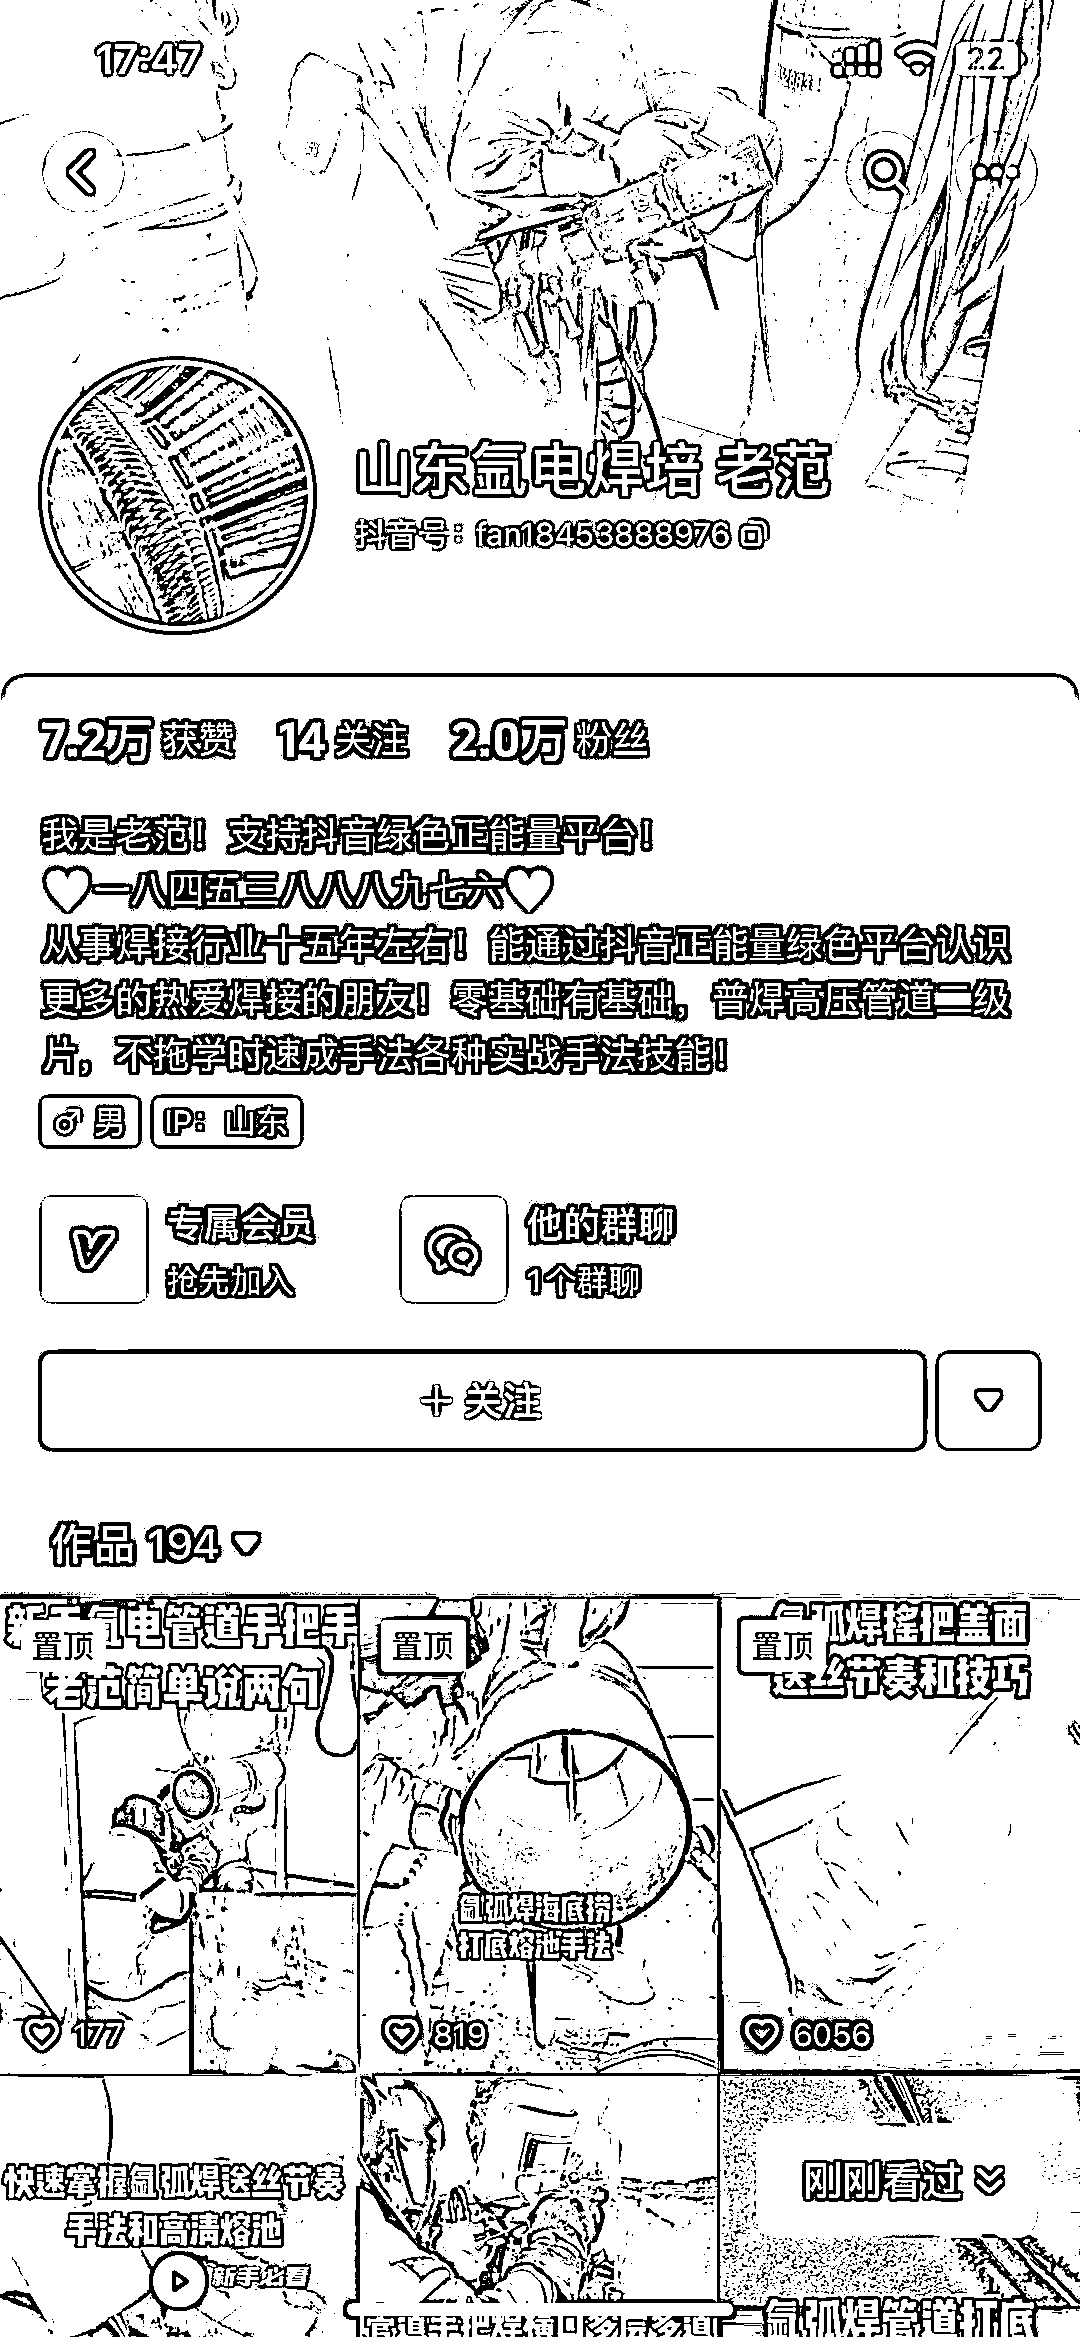 17:47
22
山东氩电焊培 老范
抖音号：fan18453888976
7.2万 获赞 14 关注 2.0万 粉丝
我是老范！支持抖音绿色正能量平台！
♡一八四五三八八八九七六♡
从事焊接行业十五年左右！能通过抖音正能量绿色平台认识
更多的热爱焊接的朋友！零基础有基础，普焊高压管道二级
片，不拖学时速成手法各种实战手法技能！
♂ 男 IP：山东
专属会员
抢先加入
他的群聊
1个群聊
+ 关注
作品 194
置顶
新手氩电管道手把手
老范简单说两句
177
置顶
氩弧焊海底捞
打底熔池手法
819
置顶
氩弧焊摇把盖面
送丝节奏和技巧
6056
快速掌握氩弧焊送丝节奏
手法和高清熔池
新手必看
刚刚看过
氩弧焊管道打底